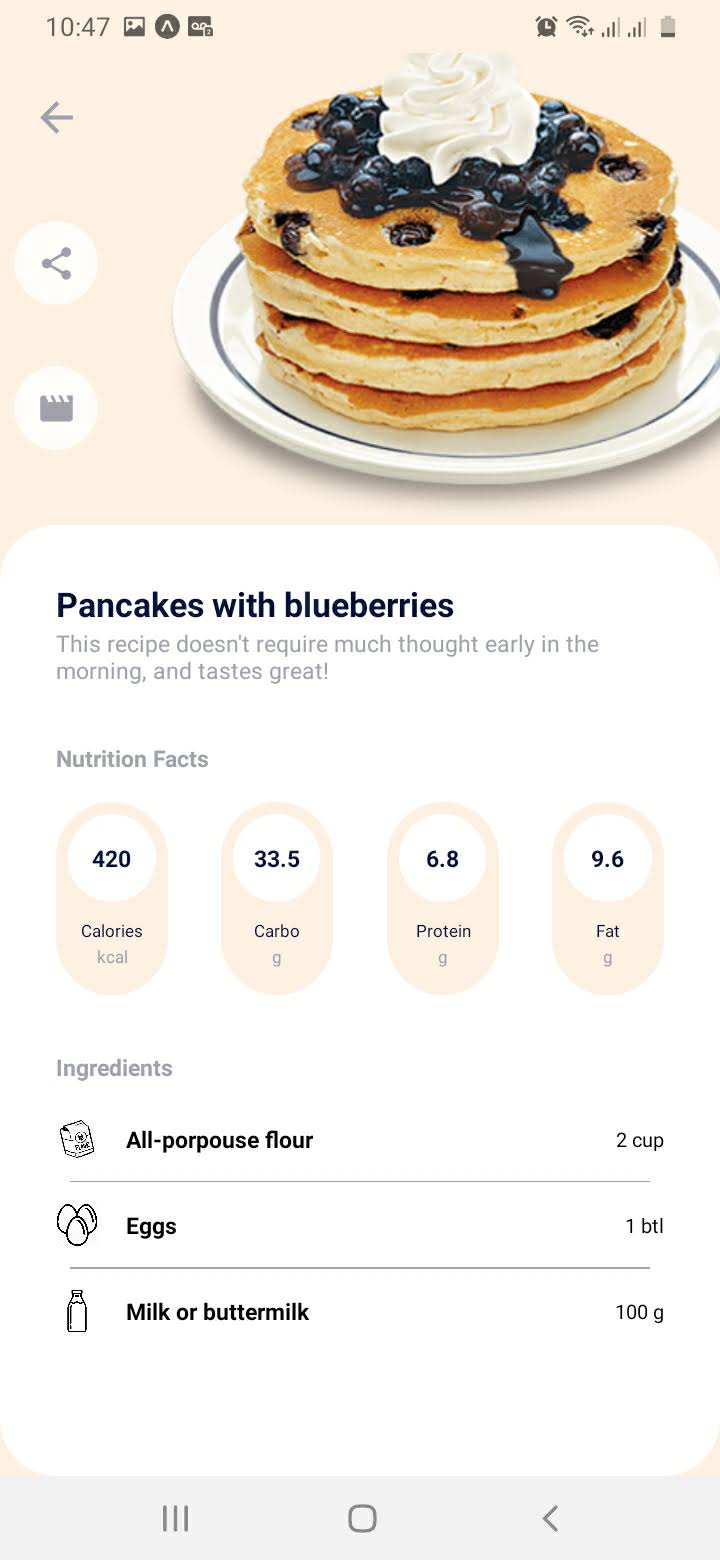 10:47
Pancakes with blueberries
This recipe doesn't require much thought early in the
morning, and tastes great!
Nutrition Facts
420 33.5 6.8 9.6
Calories Carbo Protein Fat
kcal g g g
Ingredients
All-porpouse flour 2 cup
Eggs 1 btl
Milk or buttermilk 100 g